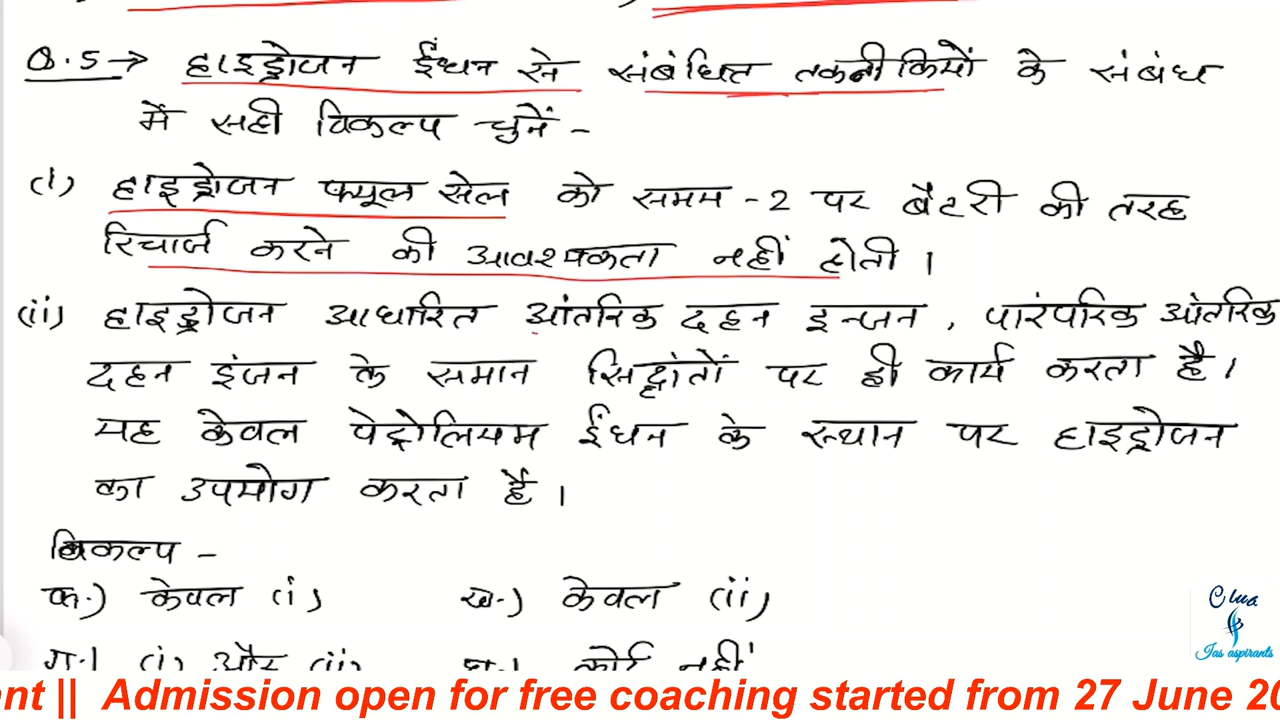 Q.5→ हाइड्रोजन ईंधन से संबंधित तकनीकियों के संबंध
में सही विकल्प चुनें -
(i) हाइड्रोजन फ्यूल सेल को समय-2 पर बैटरी की तरह
रिचार्ज करने की आवश्यकता नहीं होती।
(ii) हाइड्रोजन आधारित आंतरिक दहन इन्जन, पारंपरिक आंतरिक
दहन इंजन के समान सिद्धांतों पर ही कार्य करता है।
यह केवल पेट्रोलियम ईंधन के स्थान पर हाइड्रोजन
का उपयोग करता है।
विकल्प -
क.) केवल (i) ख.) केवल (ii)
ग.) (i) और (ii) घ.) कोई नहीं
Clue
Ias aspirants
nt || Admission open for free coaching started from 27 June 20